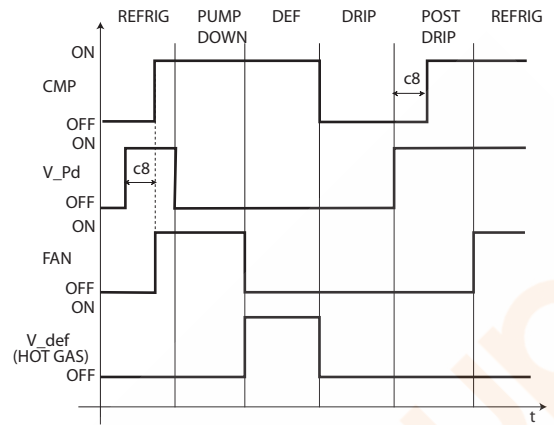 REFRIG PUMP DOWN DEF DRIP POST DRIP REFRIG
ON
CMP
c8
OFF
ON
V_Pd
c8
OFF
ON
FAN
OFF
ON
V_def
(HOT GAS)
OFF
t